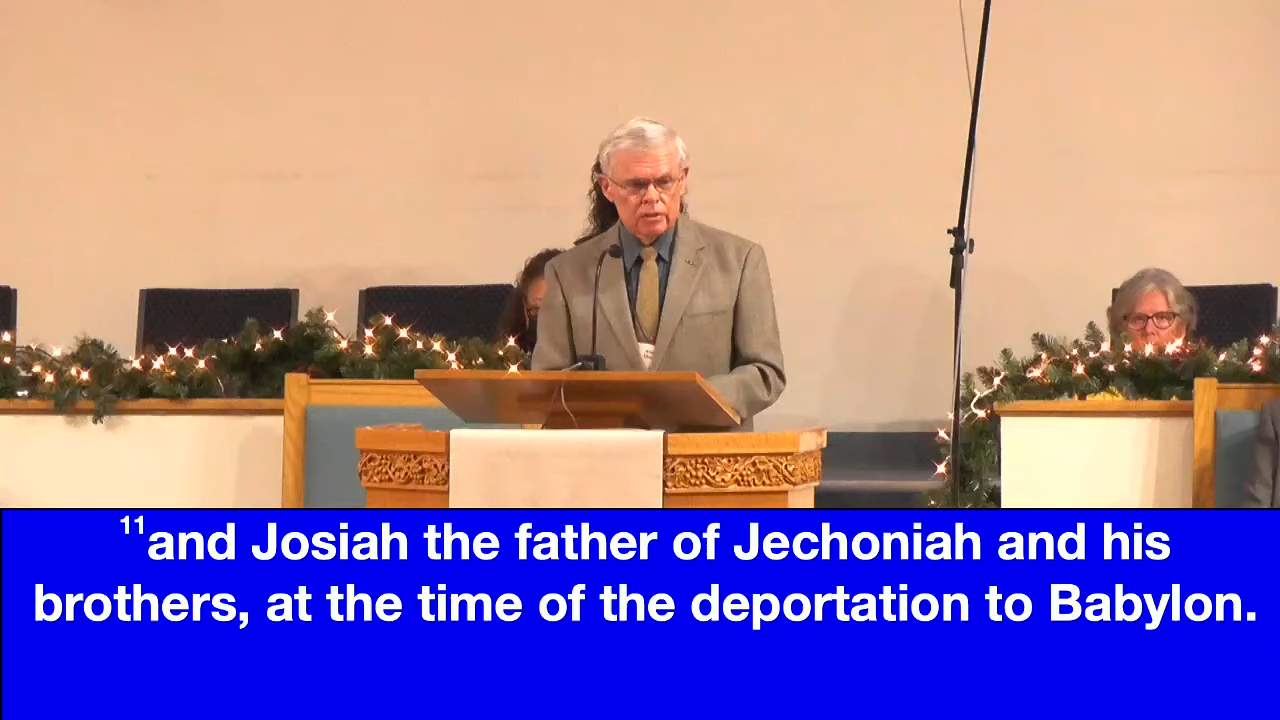 11and Josiah the father of Jechoniah and his
brothers, at the time of the deportation to Babylon.